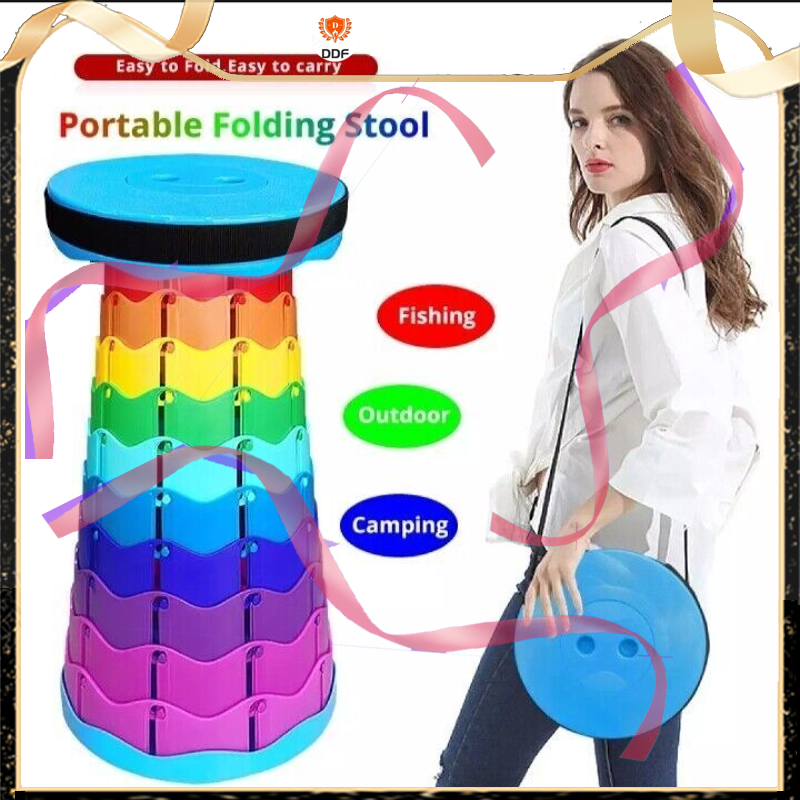 DDF
Easy to Fold Easy to carry
Portable Folding Stool
Fishing
Outdoor
Camping